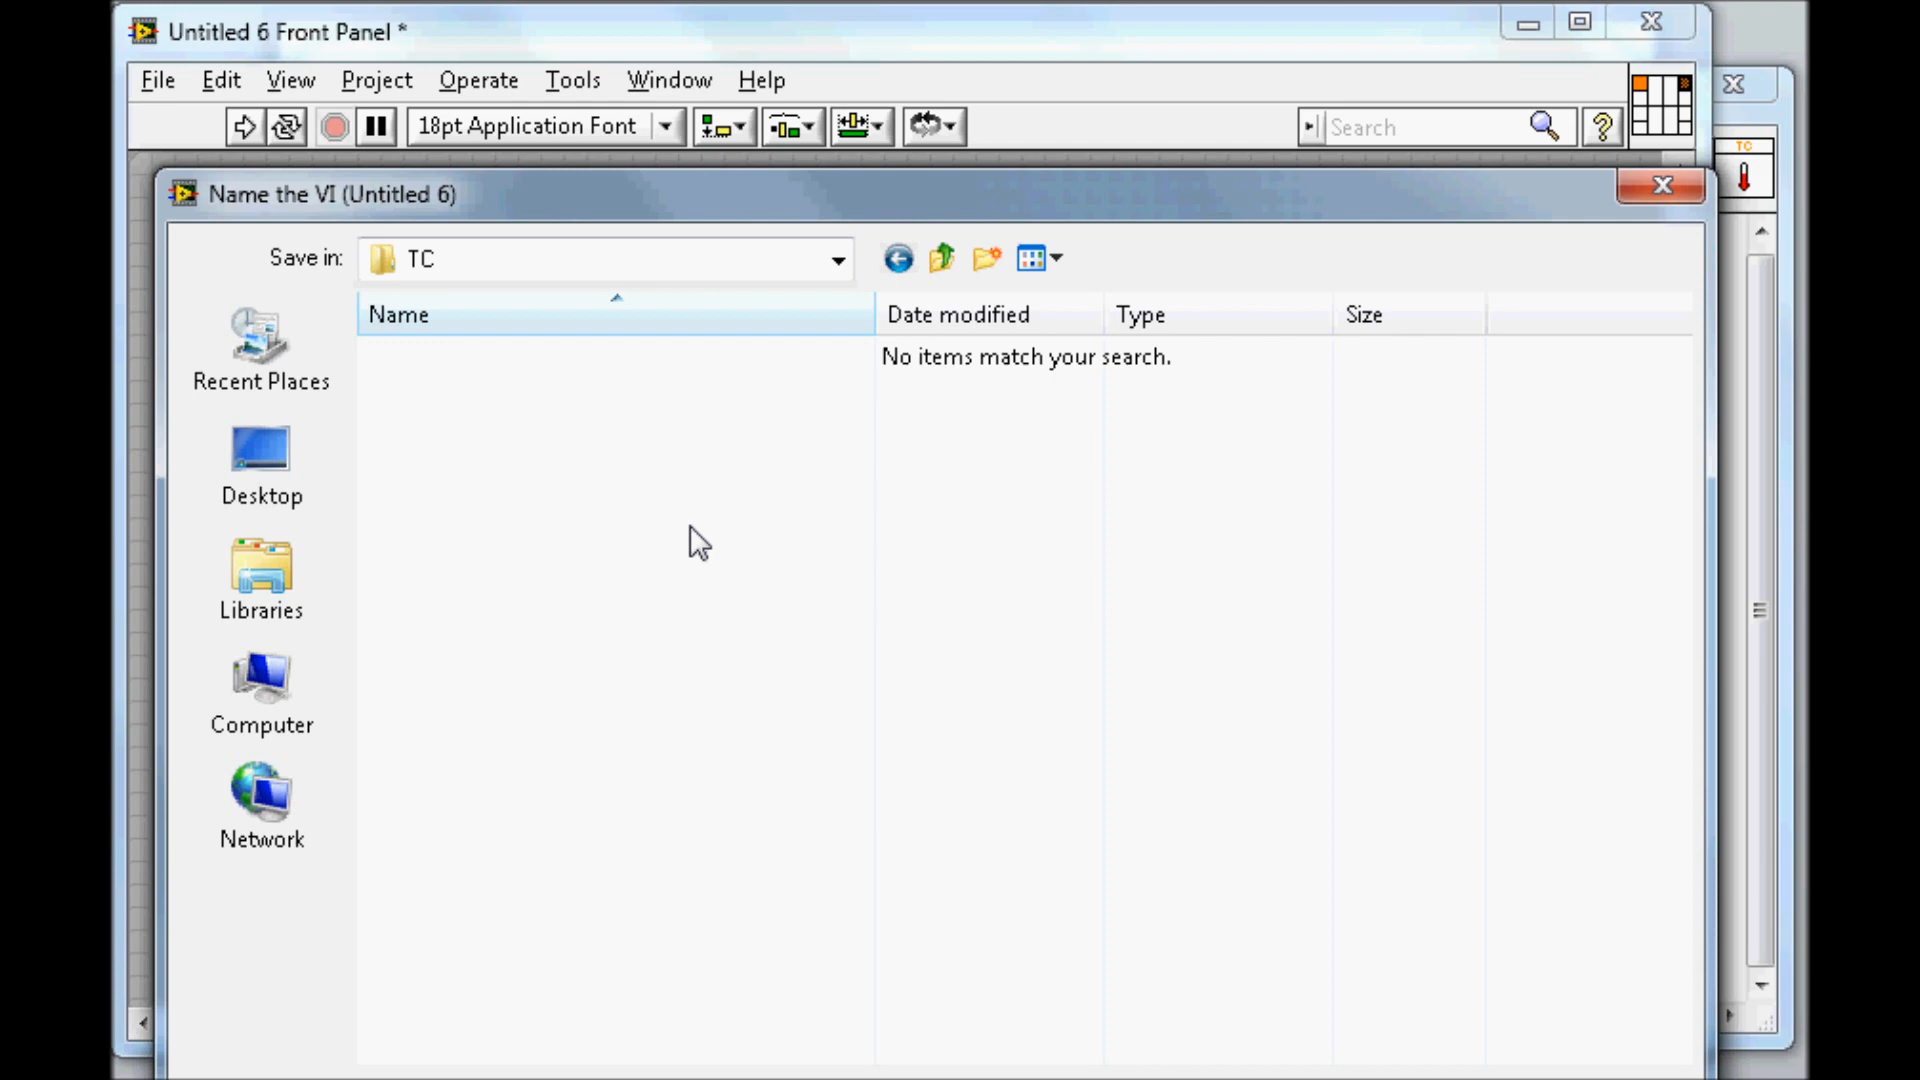 Untitled 6 Front Panel *
File Edit View Project Operate Tools Window Help
18pt Application Font Search
TC
Name the VI (Untitled 6)
Save in: TC
Name Date modified Type Size
No items match your search.
Recent Places
Desktop
Libraries
Computer
Network